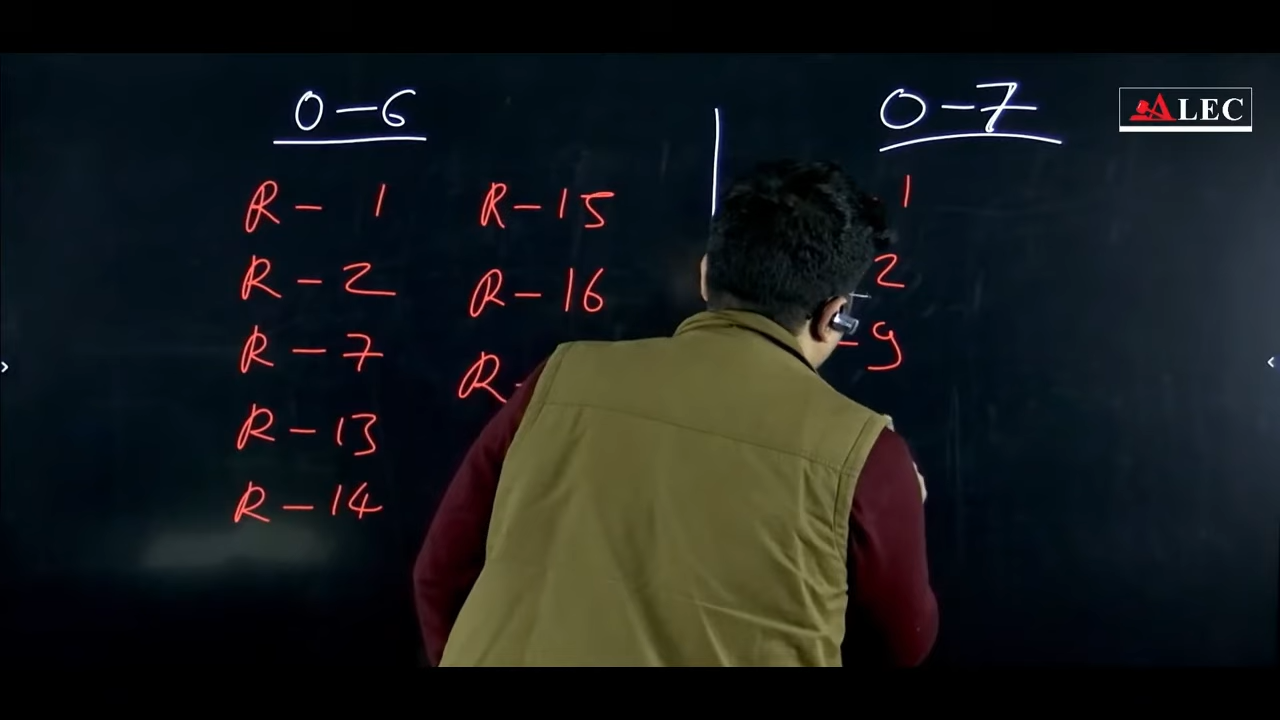 O-6
R- 1
R-2
R-7
R-13
R-14
R-15
R-16
R-
O-7
1
2
-9
ALEC